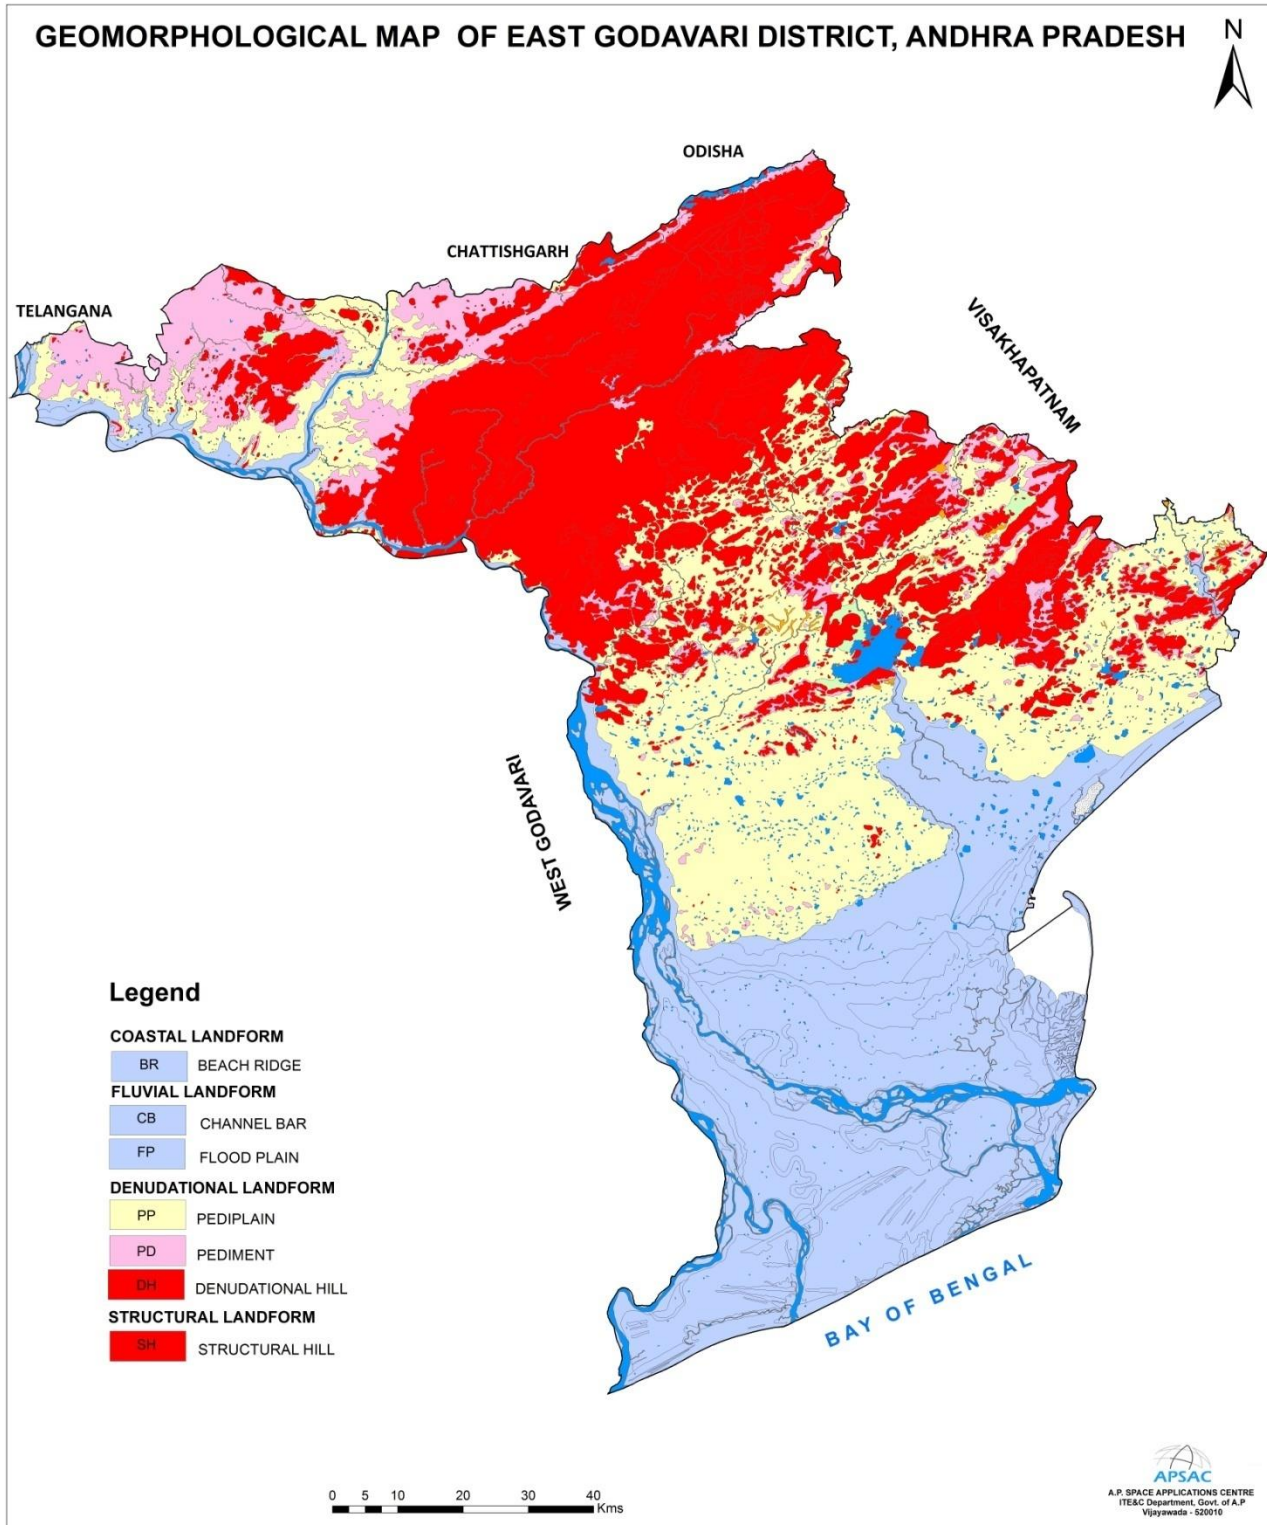 GEOMORPHOLOGICAL MAP OF EAST GODAVARI DISTRICT, ANDHRA PRADESH
N
ODISHA
CHATTISHGARH
TELANGANA
VISAKHAPATNAM
WEST GODAVARI
BAY OF BENGAL
Legend
COASTAL LANDFORM
BR BEACH RIDGE
FLUVIAL LANDFORM
CB CHANNEL BAR
FP FLOOD PLAIN
DENUDATIONAL LANDFORM
PP PEDIPLAIN
PD PEDIMENT
DH DENUDATIONAL HILL
STRUCTURAL LANDFORM
SH STRUCTURAL HILL
0 5 10 20 30 40
Kms
APSAC
A.P. SPACE APPLICATIONS CENTRE
ITE&C Department, Govt. of A.P
Vijayawada - 520010